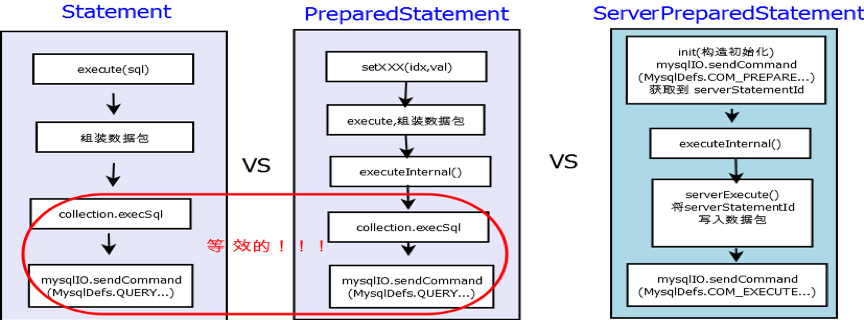 Statement
execute(sql)
组装数据包
collection.execSql
mysqlIO.sendCommand
(MysqlDefs.QUERY...)
VS
PreparedStatement
setXXX(idx,val)
execute,组装数据包
executeInternal()
collection.execSql
mysqlIO.sendCommand
(MysqlDefs.QUERY...)
等效的！！！
VS
ServerPreparedStatement
init(构造初始化)
mysqlIO.sendCommand
(MysqlDefs.COM_PREPARE...)
获取到 serverStatementId
executeInternal()
serverExecute()
将serverStatementId
写入数据包
mysqlIO.sendCommand
(MysqlDefs.COM_EXECUTE...)